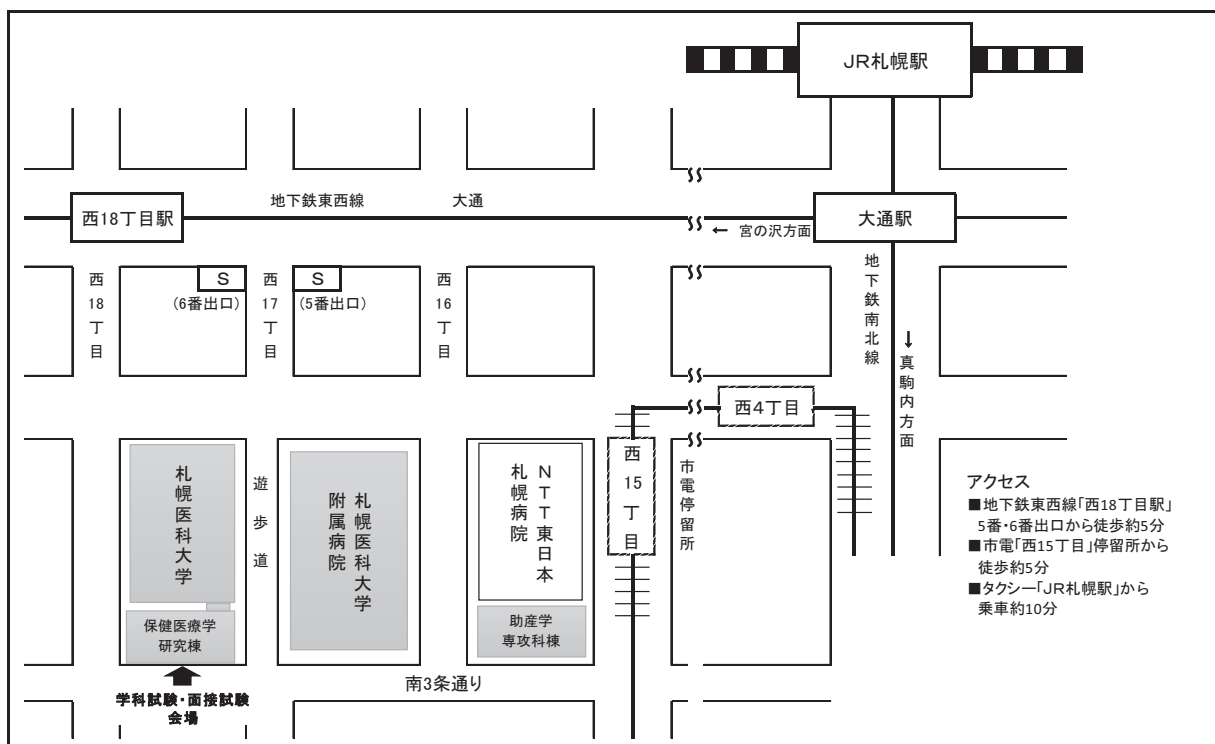 JR札幌駅
地下鉄東西線
大通
西18丁目駅
大通駅
← 宮の沢方面
S
S
(6番出口)
(5番出口)
西18丁目
西17丁目
西16丁目
地下鉄南北線
→真駒内方面
西4丁目
西15丁目
市電停留所
札幌医科大学
遊歩道
札幌医科大学
附属病院
NTT東日本
札幌病院
保健医療学
研究棟
助産学
専攻科棟
学科試験・面接試験
会場
南3条通り
アクセス
■地下鉄東西線「西18丁目駅」
5番・6番出口から徒歩約5分
■市電「西15丁目」停留所から
徒歩約5分
■タクシー「JR札幌駅」から
乗車約10分